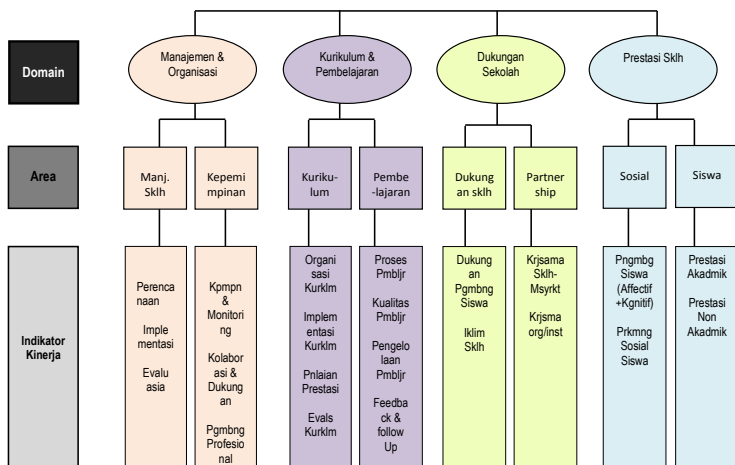 Domain
Manajemen &
Organisasi
Kurikulum &
Pembelajaran
Dukungan
Sekolah
Prestasi Sklh
Area
Manj.
Sklh
Kepemi
mpinan
Kuriku-
lum
Pembe
-lajaran
Dukung
an sklh
Partner
ship
Sosial
Siswa
Indikator
Kinerja
Perenca
naan
Imple
mentasi
Evalu
asia
Kpmpn
&
Monitori
ng
Kolabor
asi &
Dukung
an
Pgmbng
Profesio
nal
Organi
sasi
Kurklm
Implem
entasi
Kurklm
Pnlaian
Prestasi
Evals
Kurklm
Proses
Pmbljr
Kualitas
Pmbljr
Pengelo
laan
Pmbljr
Feedba
ck &
follow
Up
Dukung
an
Pgmbng
Siswa
Iklim
Sklh
Krjsama
Sklh-
Msyrkt
Krjsma
org/inst
Pngmbg
Siswa
(Affectif
+Kgnitif)
Prkmng
Sosial
Siswa
Prestasi
Akadmik
Prestasi
Non
Akadmik